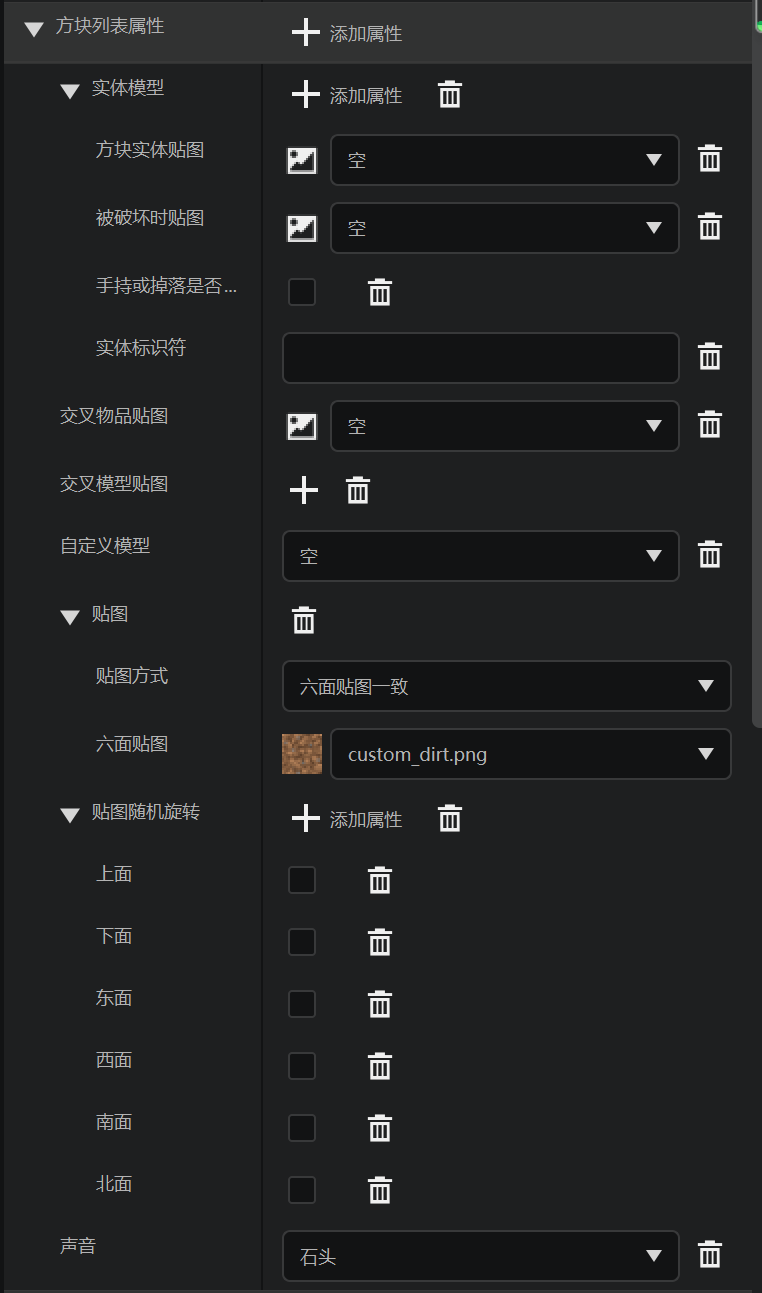 方块列表属性
添加属性
实体模型
添加属性
方块实体贴图
空
被破坏时贴图
空
手持或掉落是否...
实体标识符
交叉物品贴图
空
交叉模型贴图
自定义模型
空
贴图
贴图方式
六面贴图一致
六面贴图
custom_dirt.png
贴图随机旋转
添加属性
上面
下面
东面
西面
南面
北面
声音
石头